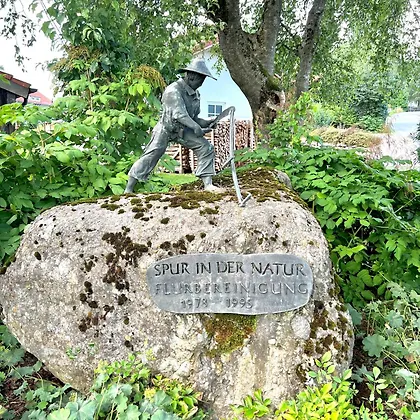 SPUR IN DER NATUR
FLURBEREINIGUNG
1978 - 1995